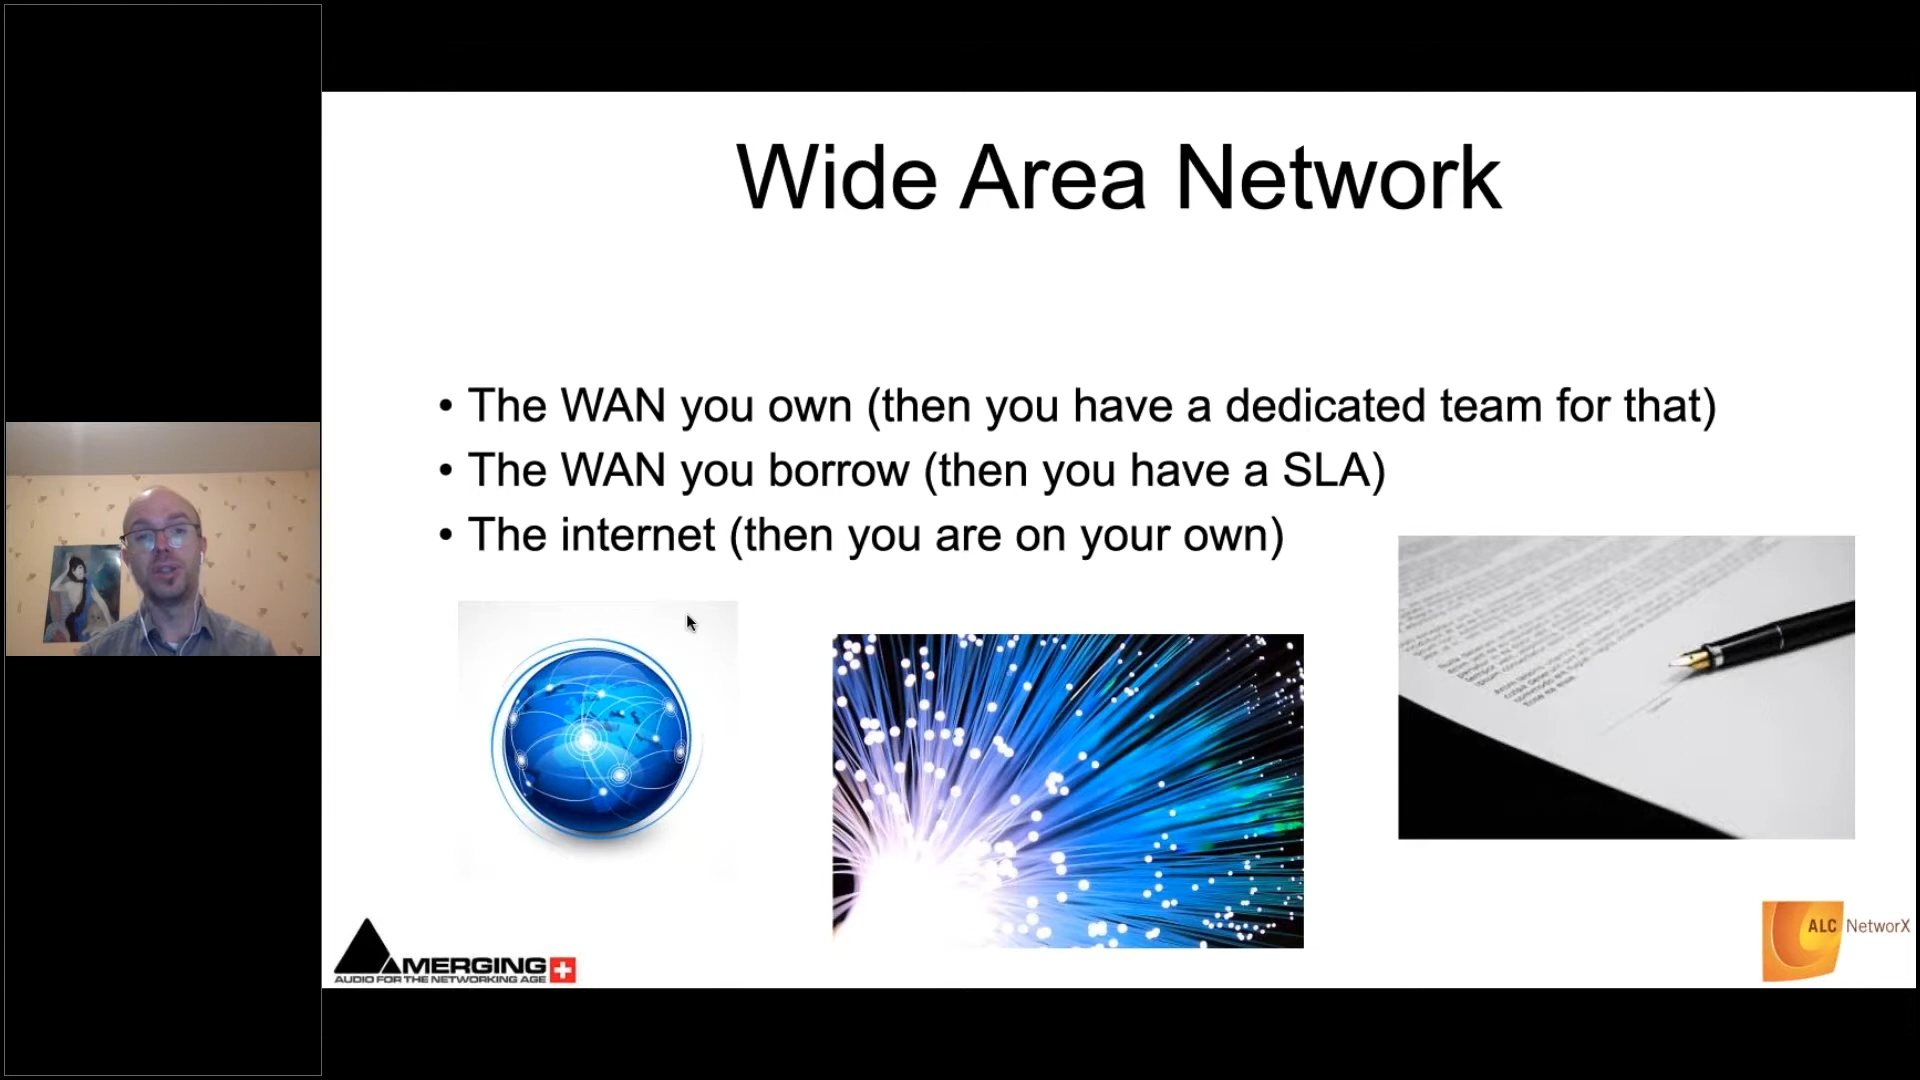 Wide Area Network
• The WAN you own (then you have a dedicated team for that)
• The WAN you borrow (then you have a SLA)
• The internet (then you are on your own)
MERGING
AUDIO FOR THE NETWORKING AGE
ALC NetworX